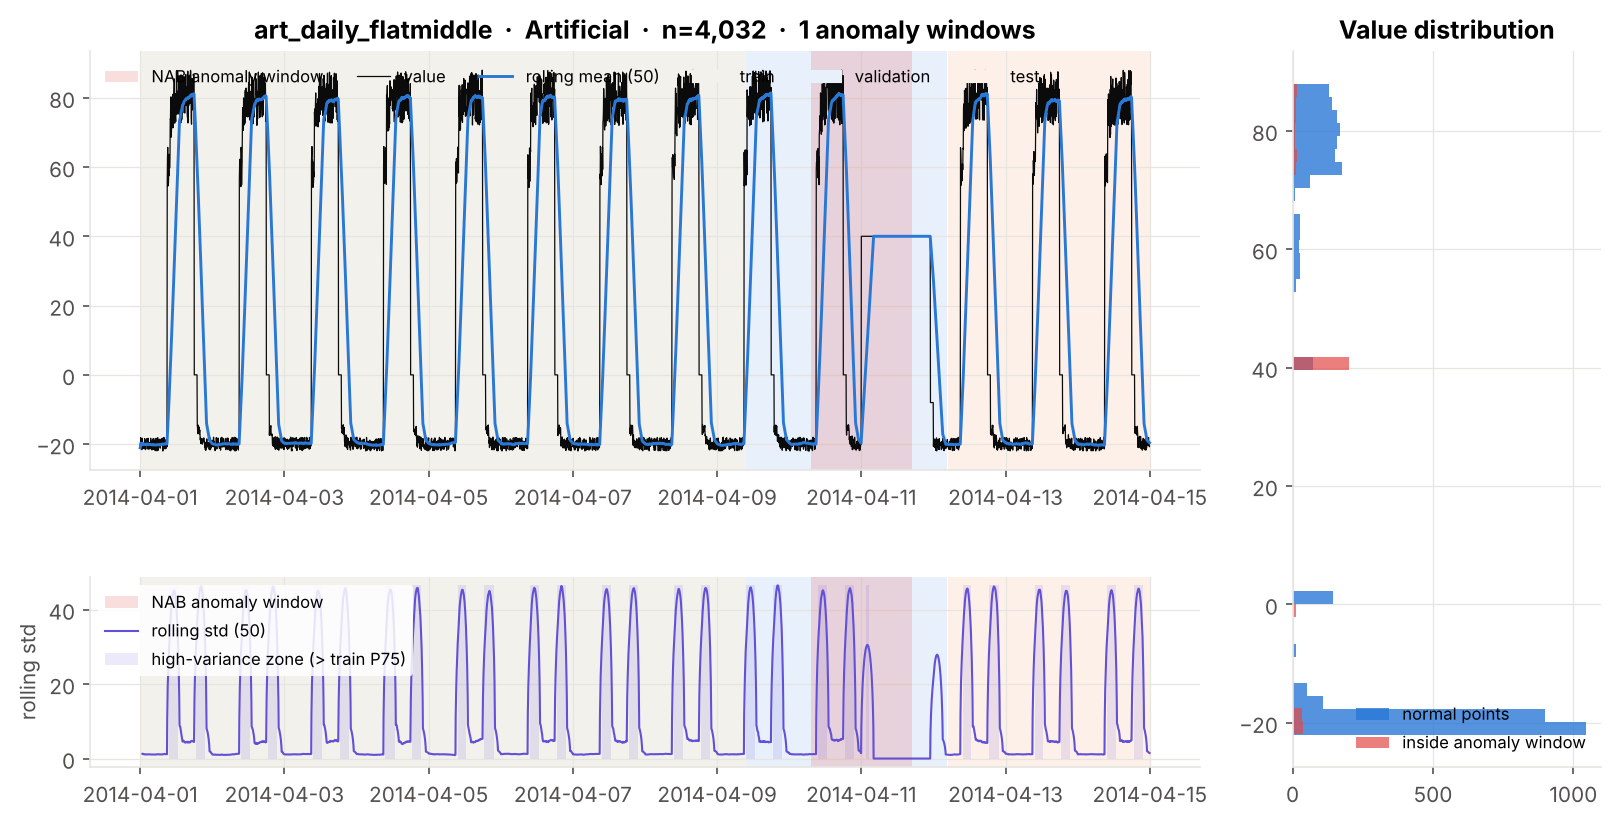 art_daily_flatmiddle · Artificial · n=4,032 · 1 anomaly windows
NAB anomaly window
value
rolling mean (50)
train
validation
test
80
60
40
20
0
−20
2014-04-01
2014-04-03
2014-04-05
2014-04-07
2014-04-09
2014-04-11
2014-04-13
2014-04-15
Value distribution
80
60
40
20
0
−20
normal points
inside anomaly window
0
500
1000
rolling std
40
20
0
NAB anomaly window
rolling std (50)
high-variance zone (> train P75)
2014-04-01
2014-04-03
2014-04-05
2014-04-07
2014-04-09
2014-04-11
2014-04-13
2014-04-15